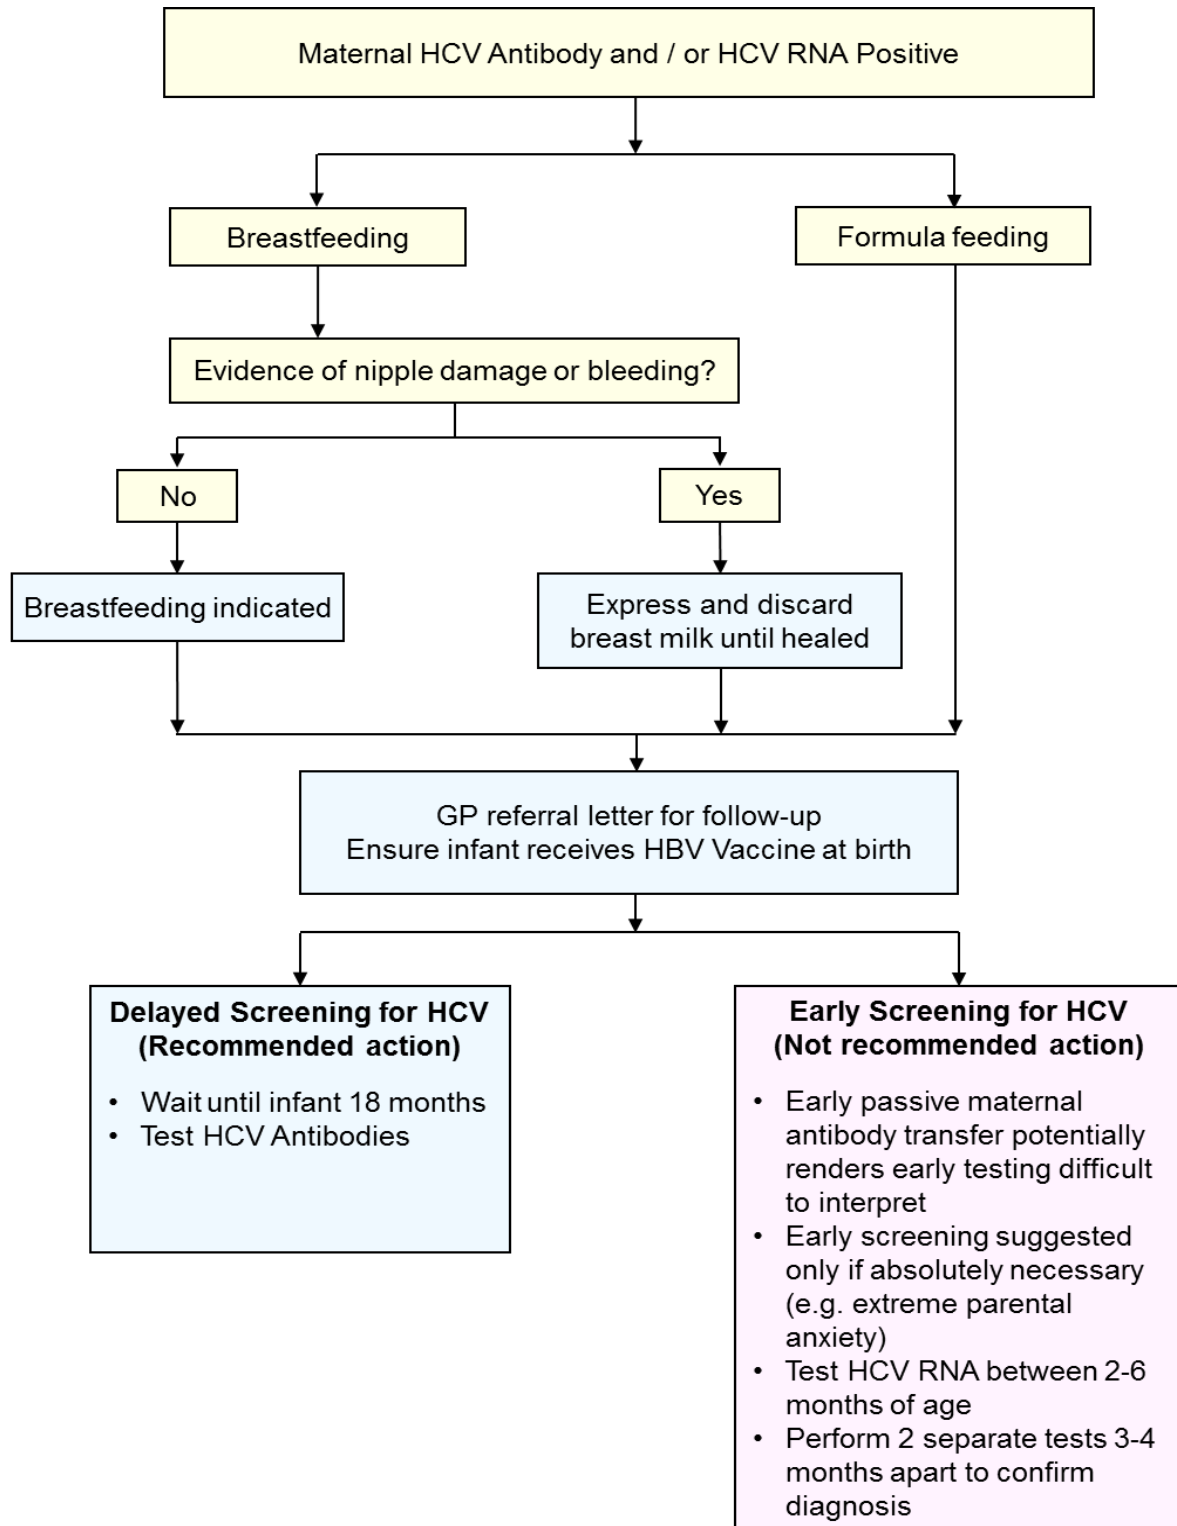 Maternal HCV Antibody and / or HCV RNA Positive
Breastfeeding
Formula feeding
Evidence of nipple damage or bleeding?
No
Yes
Breastfeeding indicated
Express and discard
breast milk until healed
GP referral letter for follow-up
Ensure infant receives HBV Vaccine at birth
Delayed Screening for HCV
(Recommended action)
• Wait until infant 18 months
• Test HCV Antibodies
Early Screening for HCV
(Not recommended action)
• Early passive maternal
antibody transfer potentially
renders early testing difficult
to interpret
• Early screening suggested
only if absolutely necessary
(e.g. extreme parental
anxiety)
• Test HCV RNA between 2-6
months of age
• Perform 2 separate tests 3-4
months apart to confirm
diagnosis